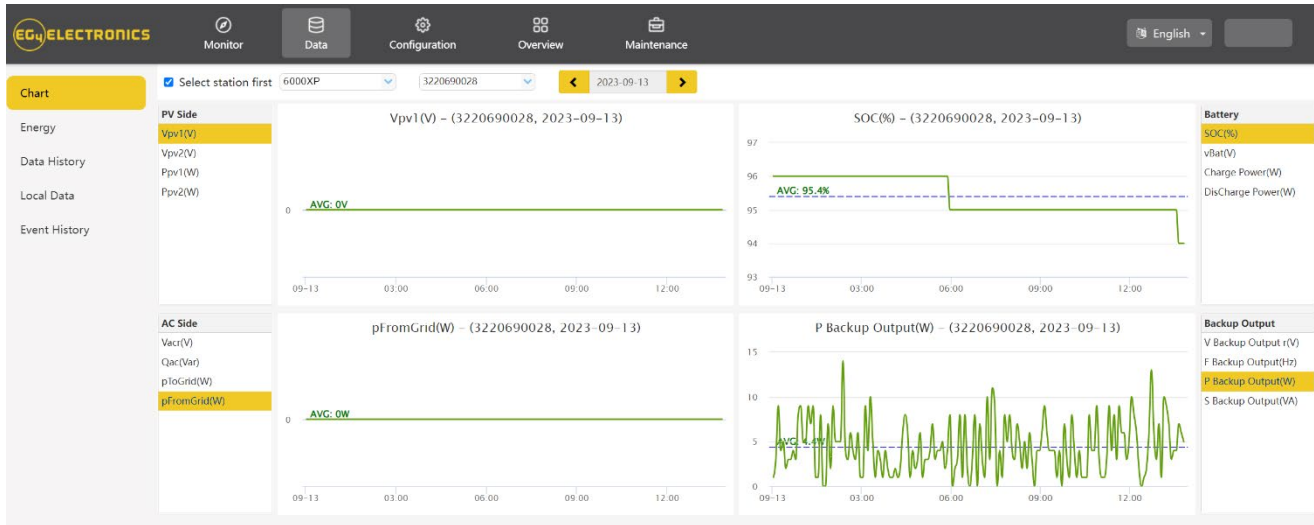 EG4 ELECTRONICS
Monitor
Data
Configuration
Overview
Maintenance
English
Chart
Energy
Data History
Local Data
Event History
Select station first
6000XP
3220690028
2023-09-13
PV Side
Vpv1(V)
Vpv2(V)
Ppv1(W)
Ppv2(W)
Vpv1(V) – (3220690028, 2023-09-13)
AVG: 0V
0
09-13 03:00 06:00 09:00 12:00
SOC(%) – (3220690028, 2023-09-13)
97
96
AVG: 95.4%
95
94
93
09-13 03:00 06:00 09:00 12:00
Battery
SOC(%)
vBat(V)
Charge Power(W)
DisCharge Power(W)
AC Side
Vacr(V)
Qac(Var)
pToGrid(W)
pFromGrid(W)
pFromGrid(W) – (3220690028, 2023-09-13)
AVG: 0W
0
09-13 03:00 06:00 09:00 12:00
P Backup Output(W) – (3220690028, 2023-09-13)
15
10
5
AVG: 4.4W
0
09-13 03:00 06:00 09:00 12:00
Backup Output
V Backup Output r(V)
F Backup Output(Hz)
P Backup Output(W)
S Backup Output(VA)